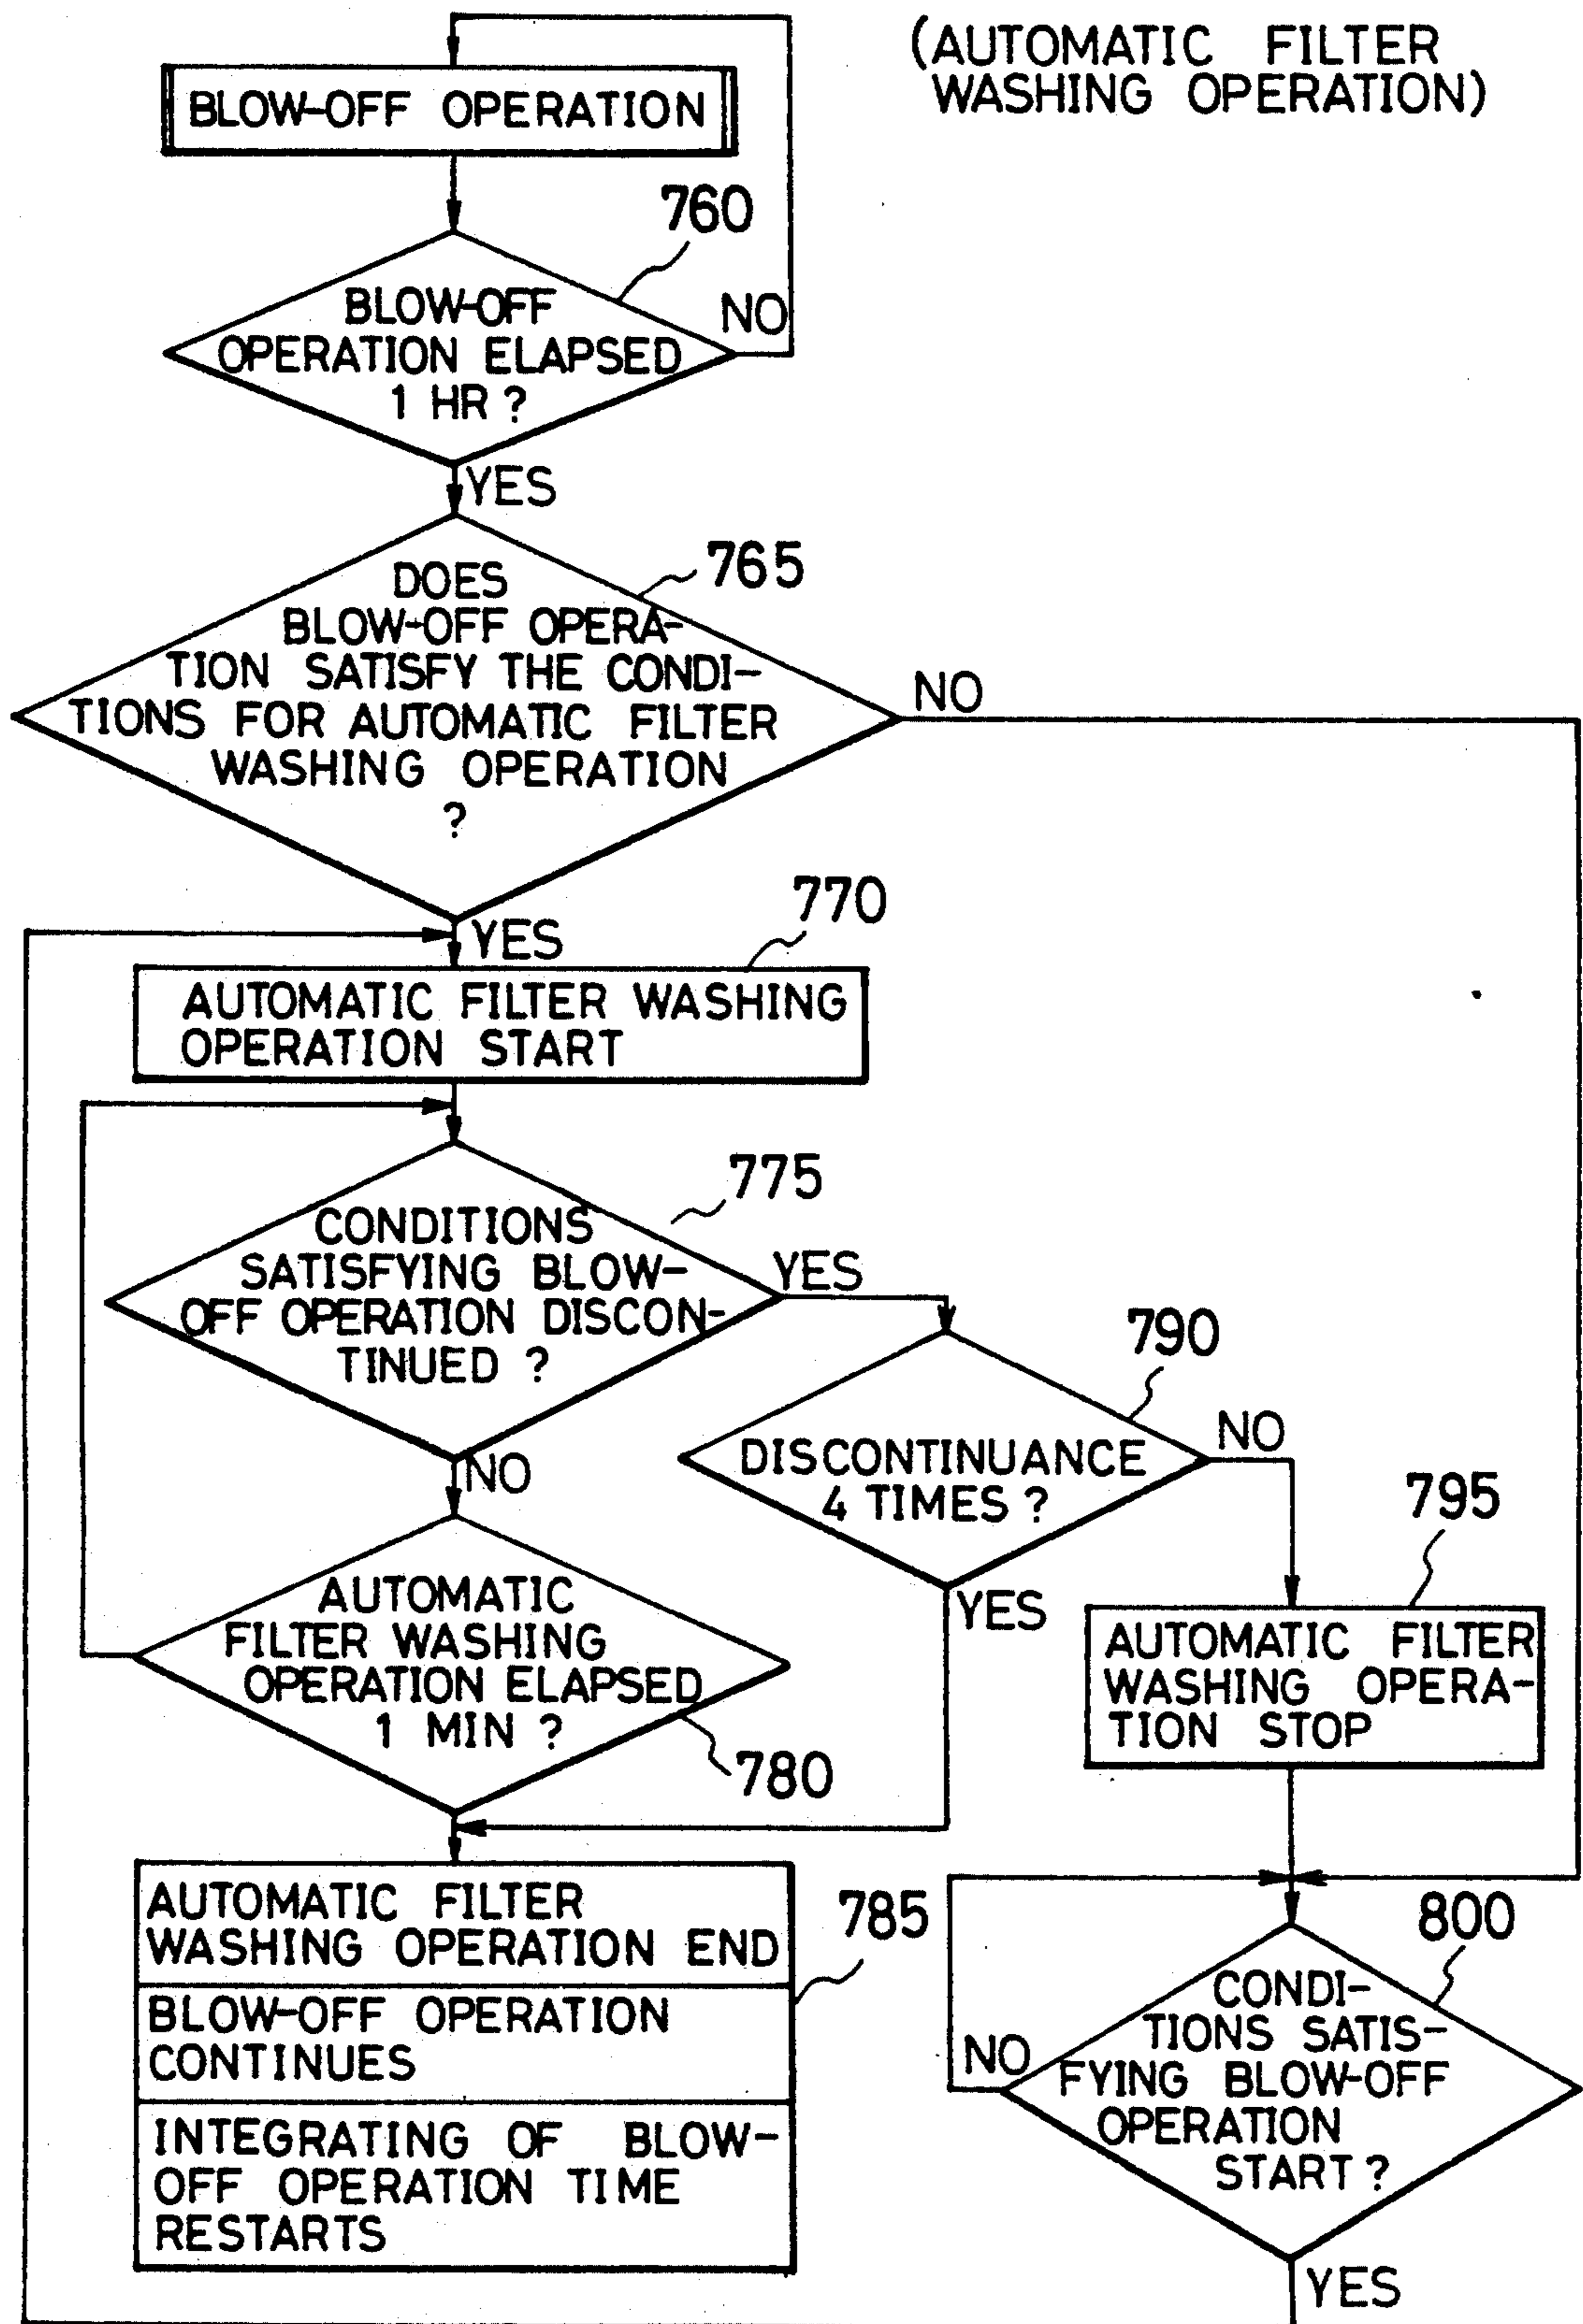 (AUTOMATIC FILTER
WASHING OPERATION)
BLOW-OFF OPERATION
760
BLOW-OFF
OPERATION ELAPSED
1 HR ?
NO
YES
765
DOES
BLOW-OFF OPERA-
TION SATISFY THE CONDI-
TIONS FOR AUTOMATIC FILTER
WASHING OPERATION
?
NO
YES
770
AUTOMATIC FILTER WASHING
OPERATION START
775
CONDITIONS
SATISFYING BLOW-
OFF OPERATION DISCON-
TINUED ?
YES
NO
790
DISCONTINUANCE
4 TIMES ?
NO
YES
795
AUTOMATIC FILTER
WASHING OPERA-
TION STOP
AUTOMATIC
FILTER WASHING
OPERATION ELAPSED
1 MIN ?
780
AUTOMATIC FILTER
WASHING OPERATION END
BLOW-OFF OPERATION
CONTINUES
INTEGRATING OF BLOW-
OFF OPERATION TIME
RESTARTS
785
800
CONDI-
TIONS SATIS-
FYING BLOW-OFF
OPERATION
START ?
NO
YES